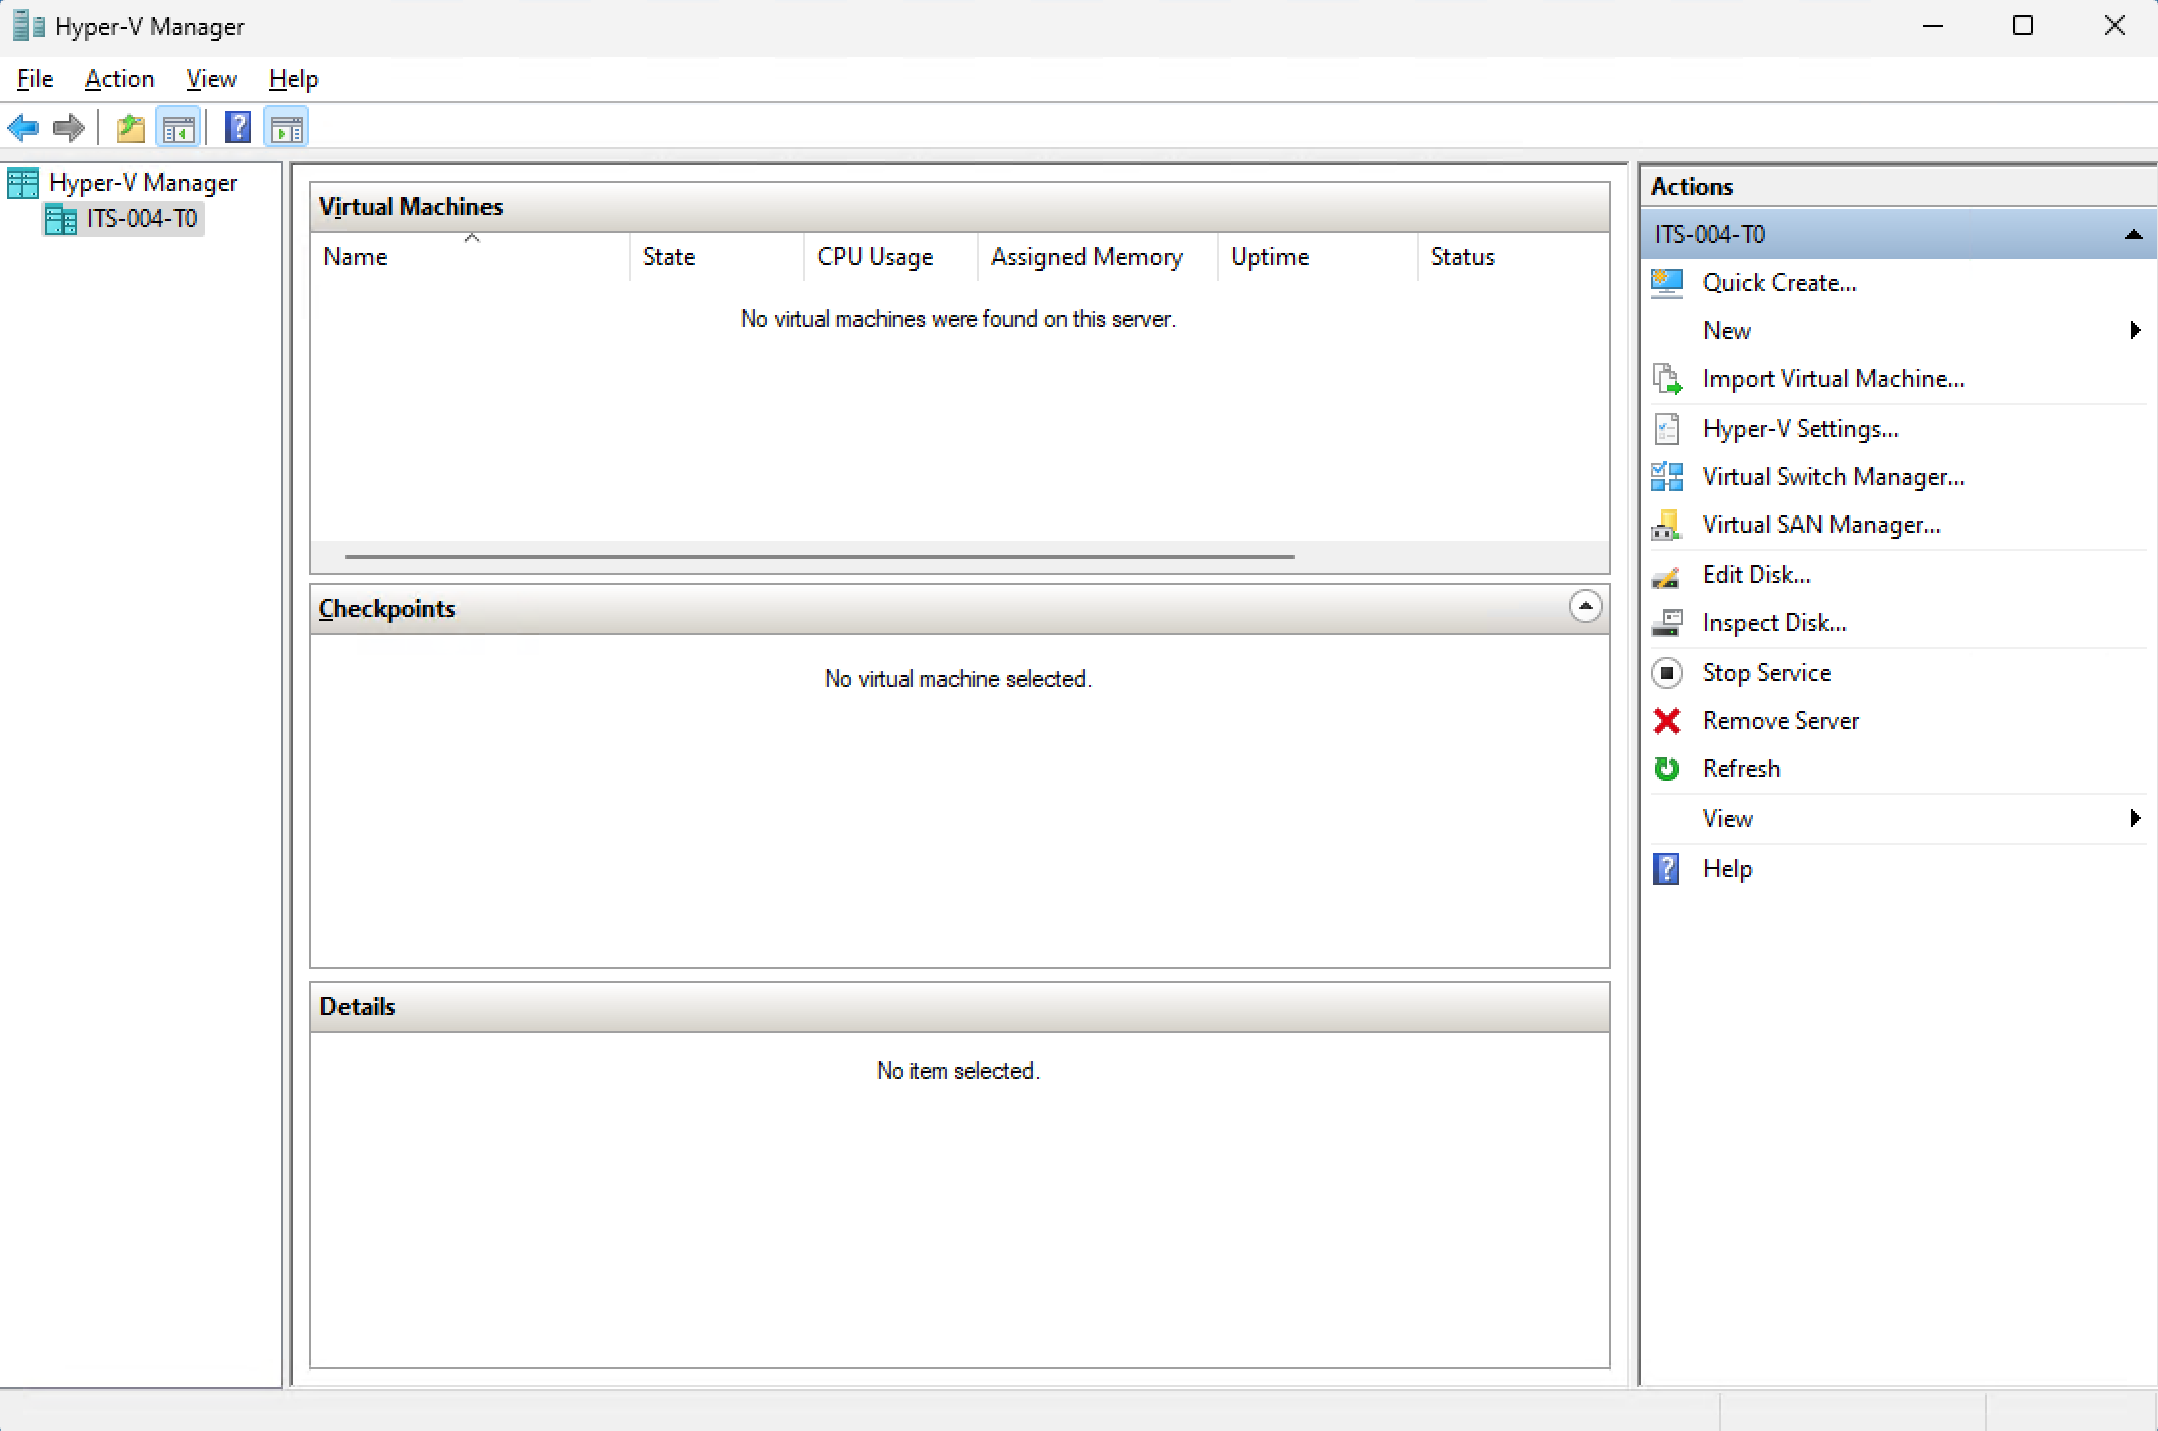 Hyper-V Manager
File Action View Help
Hyper-V Manager
ITS-004-T0
Virtual Machines
Name State CPU Usage Assigned Memory Uptime Status
No virtual machines were found on this server.
Checkpoints
No virtual machine selected.
Details
No item selected.
Actions
ITS-004-T0
Quick Create...
New
Import Virtual Machine...
Hyper-V Settings...
Virtual Switch Manager...
Virtual SAN Manager...
Edit Disk...
Inspect Disk...
Stop Service
Remove Server
Refresh
View
Help